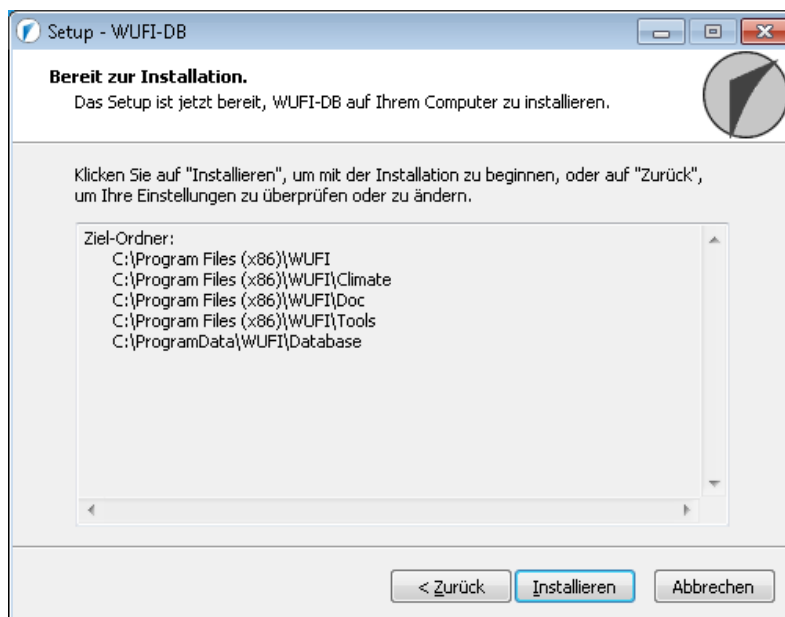 Setup - WUFI-DB
Bereit zur Installation.
Das Setup ist jetzt bereit, WUFI-DB auf Ihrem Computer zu installieren.
Klicken Sie auf "Installieren", um mit der Installation zu beginnen, oder auf "Zurück",
um Ihre Einstellungen zu überprüfen oder zu ändern.
Ziel-Ordner:
C:\Program Files (x86)\WUFI
C:\Program Files (x86)\WUFI\Climate
C:\Program Files (x86)\WUFI\Doc
C:\Program Files (x86)\WUFI\Tools
C:\ProgramData\WUFI\Database
< Zurück Installieren Abbrechen